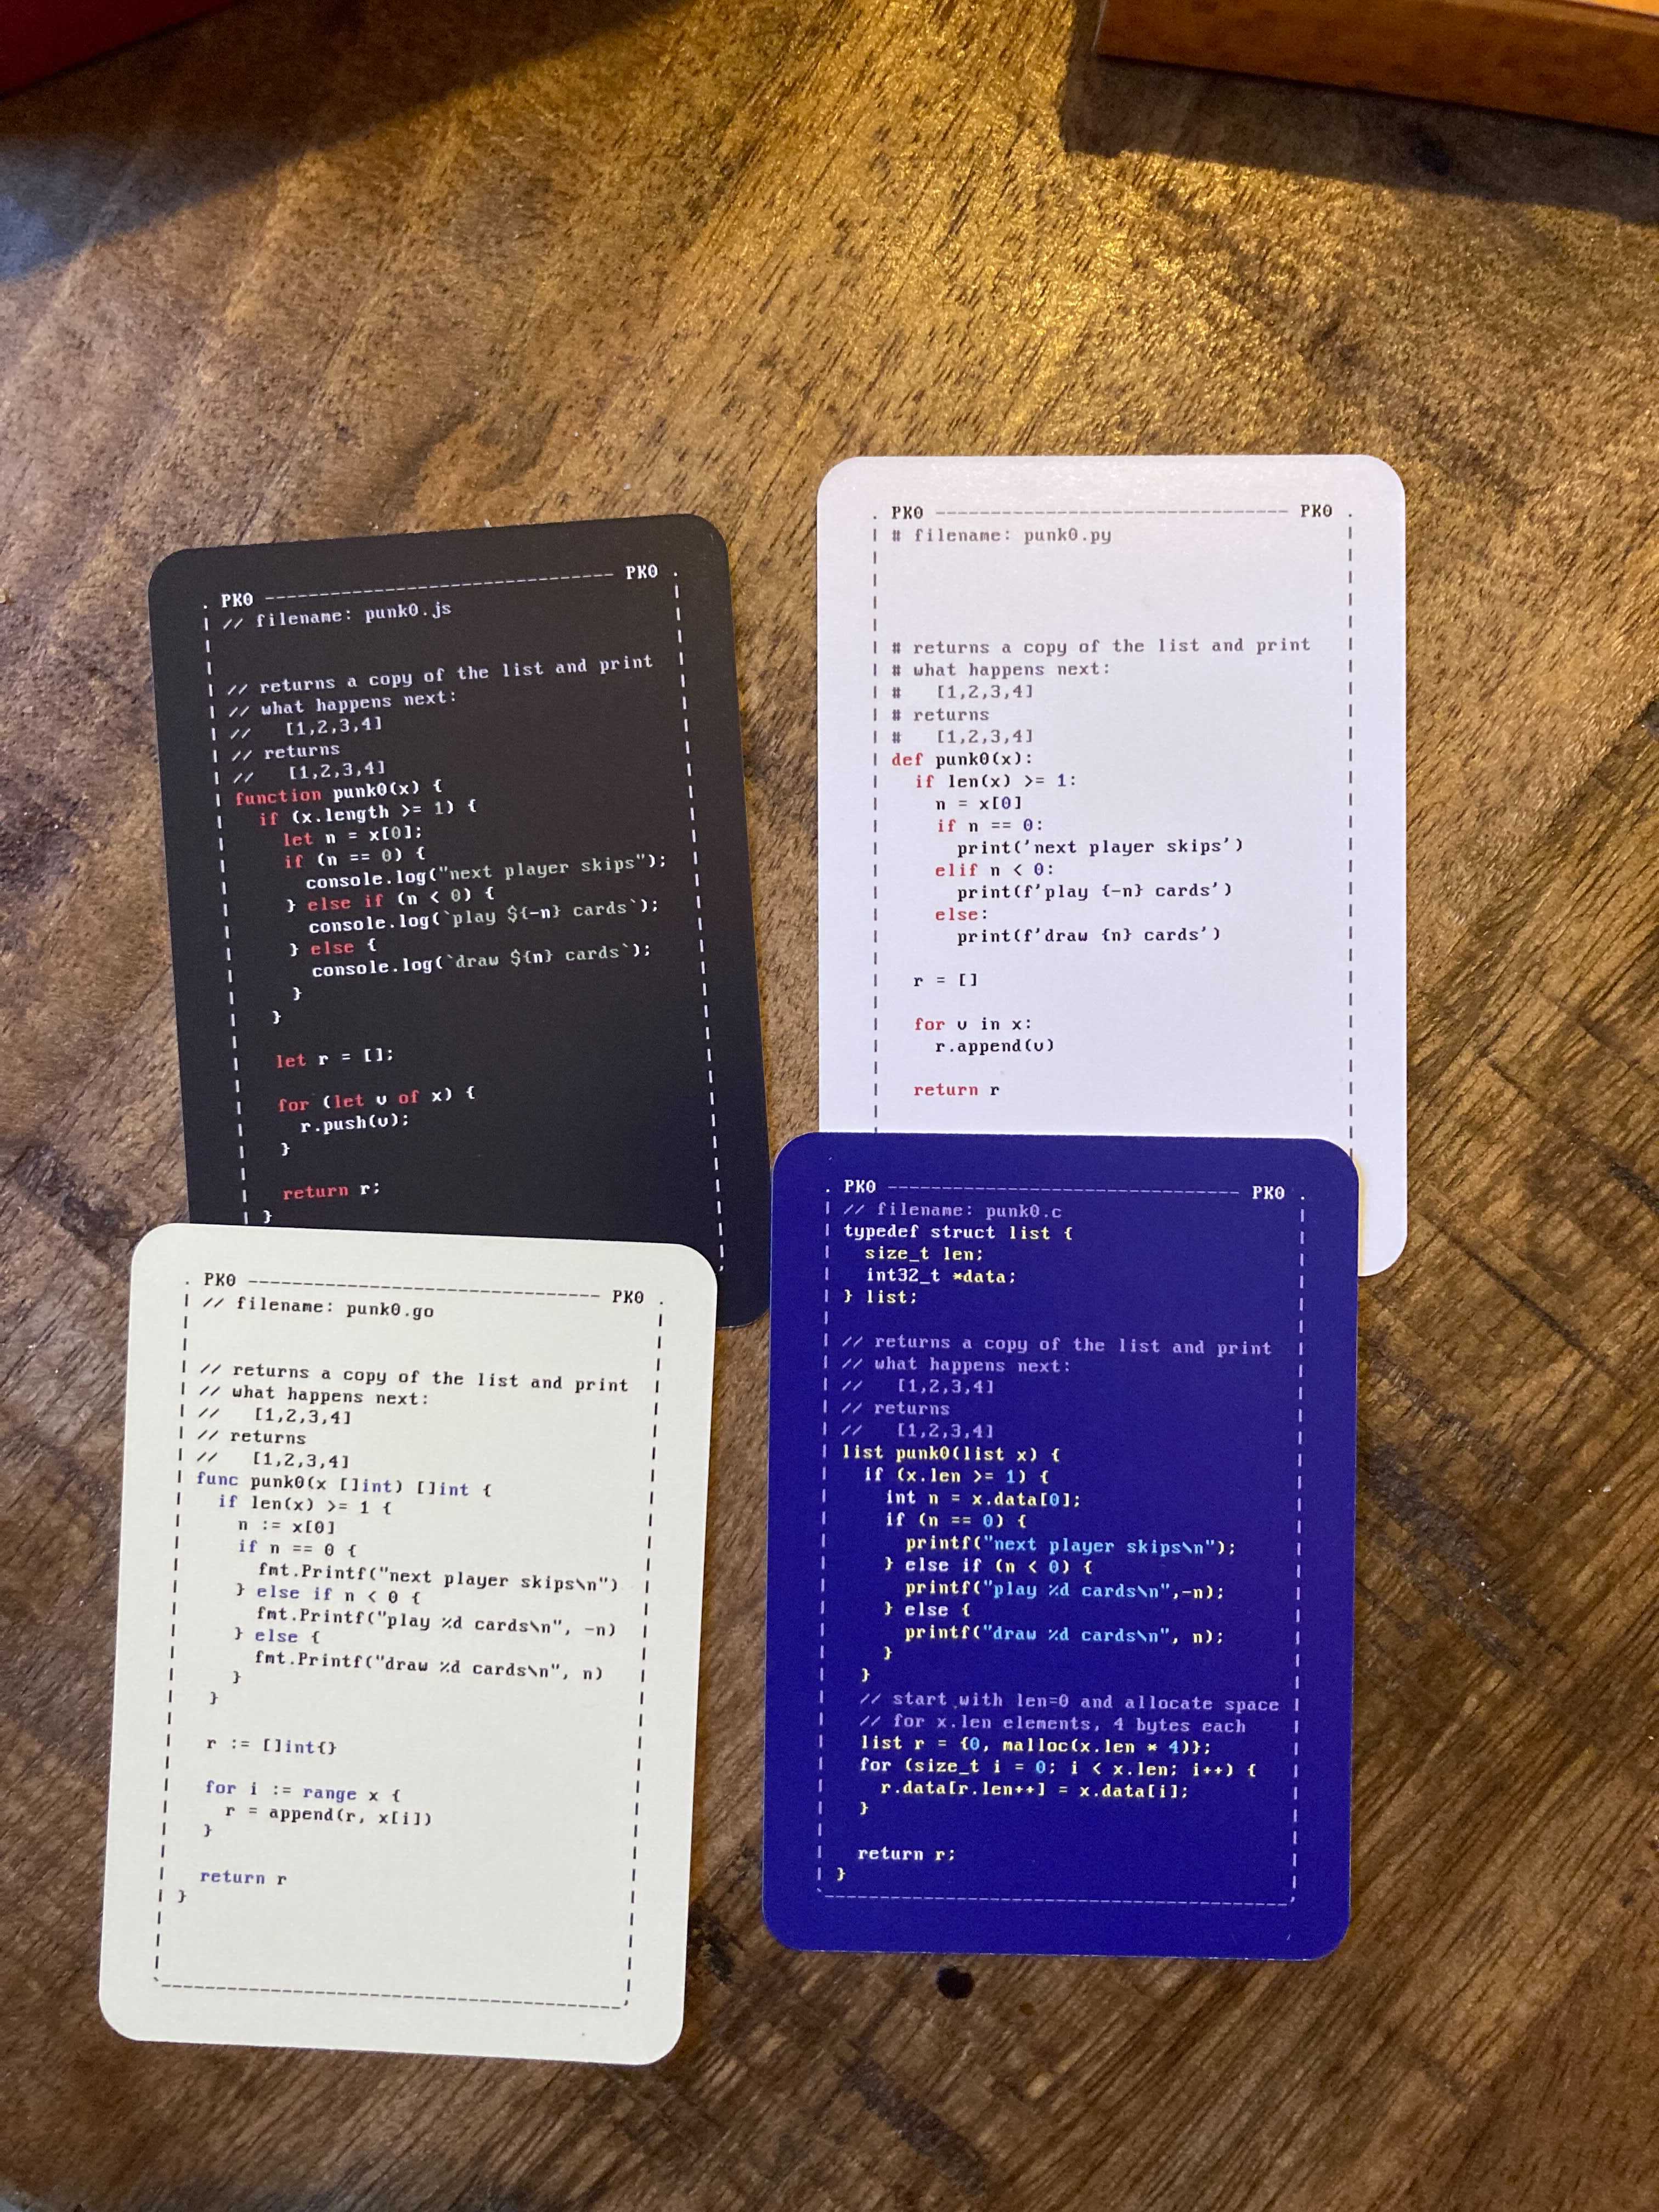 . PK0 -------------------------------- PK0 .
// filename: punk0.js
// returns a copy of the list and print
// what happens next:
//   [1,2,3,4]
// returns
//   [1,2,3,4]
function punk0(x) {
  if (x.length >= 1) {
    let n = x[0];
    if (n == 0) {
      console.log("next player skips");
    } else if (n < 0) {
      console.log(`play ${-n} cards`);
    } else {
      console.log(`draw ${n} cards`);
    }
  }
  let r = [];
  for (let v of x) {
    r.push(v);
  }
  return r;
}
. PK0 -------------------------------- PK0 .
# filename: punk0.py
# returns a copy of the list and print
# what happens next:
#   [1,2,3,4]
# returns
#   [1,2,3,4]
def punk0(x):
  if len(x) >= 1:
    n = x[0]
    if n == 0:
      print('next player skips')
    elif n < 0:
      print(f'play {-n} cards')
    else:
      print(f'draw {n} cards')
  r = []
  for v in x:
    r.append(v)
  return r
. PK0 -------------------------------- PK0 .
// filename: punk0.go
// returns a copy of the list and print
// what happens next:
//   [1,2,3,4]
// returns
//   [1,2,3,4]
func punk0(x []int) []int {
  if len(x) >= 1 {
    n := x[0]
    if n == 0 {
      fmt.Printf("next player skips\n")
    } else if n < 0 {
      fmt.Printf("play %d cards\n", -n)
    } else {
      fmt.Printf("draw %d cards\n", n)
    }
  }
  r := []int{}
  for i := range x {
    r = append(r, x[i])
  }
  return r
}
. PK0 -------------------------------- PK0 .
// filename: punk0.c
typedef struct list {
  size_t len;
  int32_t *data;
} list;
// returns a copy of the list and print
// what happens next:
//   [1,2,3,4]
// returns
//   [1,2,3,4]
list punk0(list x) {
  if (x.len >= 1) {
    int n = x.data[0];
    if (n == 0) {
      printf("next player skips\n");
    } else if (n < 0) {
      printf("play %d cards\n",-n);
    } else {
      printf("draw %d cards\n", n);
    }
  }
  // start with len=0 and allocate space
  // for x.len elements, 4 bytes each
  list r = {0, malloc(x.len * 4)};
  for (size_t i = 0; i < x.len; i++) {
    r.data[r.len++] = x.data[i];
  }
  return r;
}